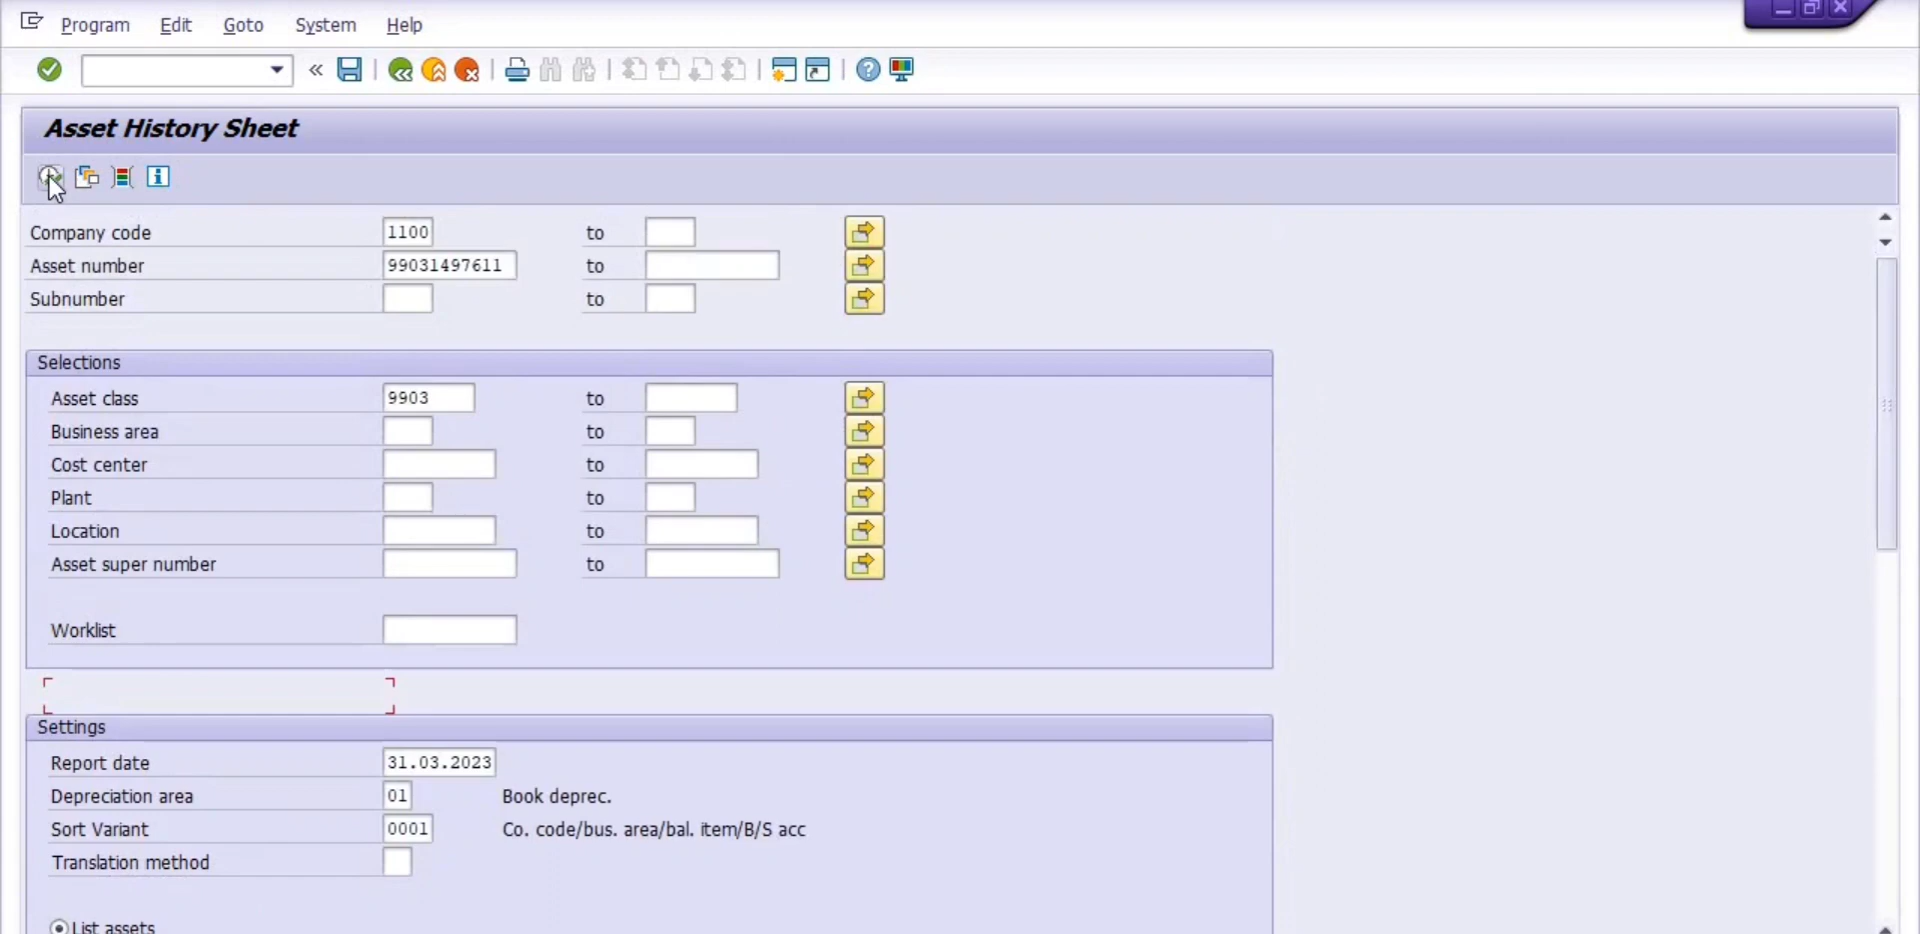 Program Edit Goto System Help
Asset History Sheet
Company code 1100 to
Asset number 99031497611 to
Subnumber to
Selections
Asset class 9903 to
Business area to
Cost center to
Plant to
Location to
Asset super number to
Worklist
Settings
Report date 31.03.2023
Depreciation area 01 Book deprec.
Sort Variant 0001 Co. code/bus. area/bal. item/B/S acc
Translation method
List assets